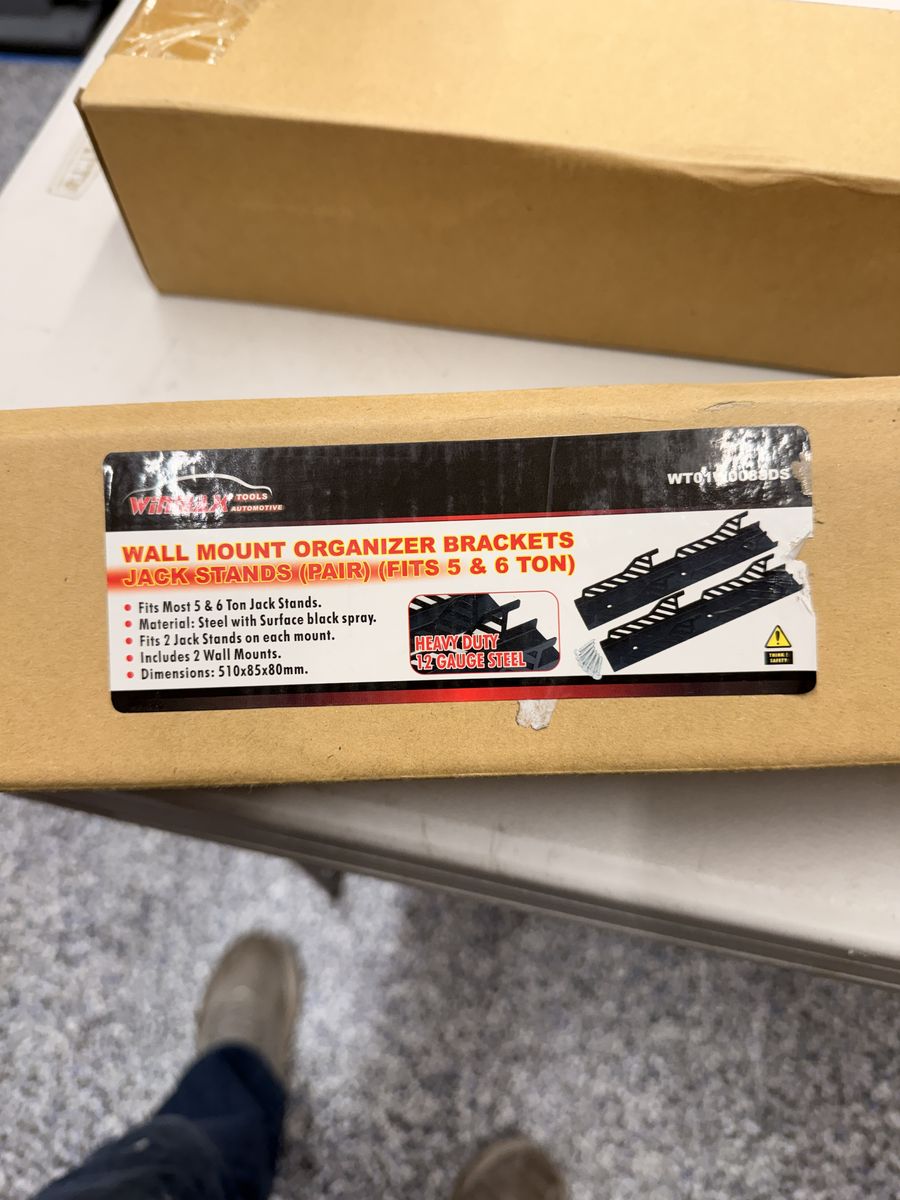 TOOLS
AUTOMOTIVE
WALL MOUNT ORGANIZER BRACKETS
JACK STANDS (PAIR) (FITS 5 & 6 TON)
• Fits Most 5 & 6 Ton Jack Stands.
• Material: Steel with Surface black spray.
• Fits 2 Jack Stands on each mount.
• Includes 2 Wall Mounts.
• Dimensions: 510x85x80mm.
HEAVY DUTY
12 GAUGE STEEL
THINK !
SAFETY